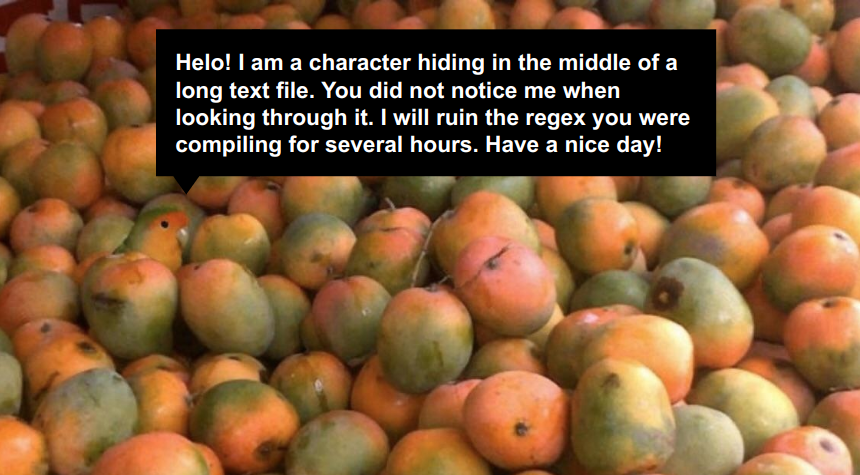 Helo! I am a character hiding in the middle of a
long text file. You did not notice me when
looking through it. I will ruin the regex you were
compiling for several hours. Have a nice day!